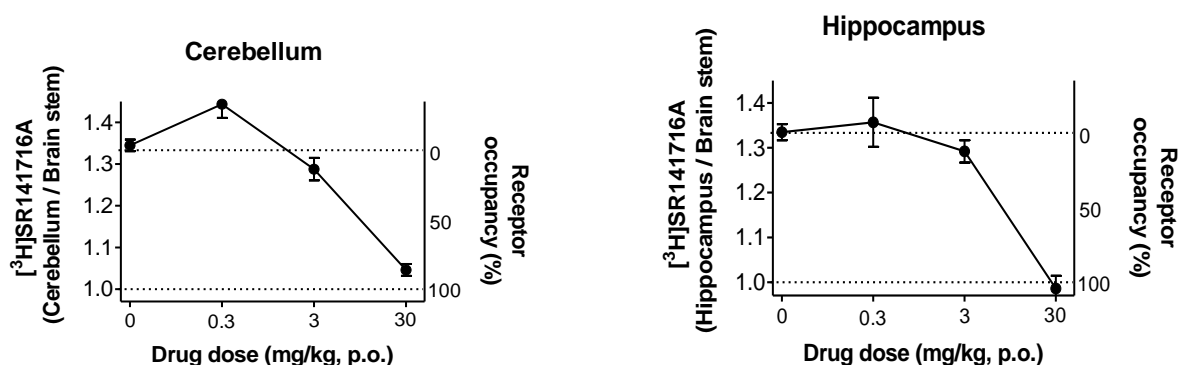 Cerebellum
[³H]SR141716A
(Cerebellum / Brain stem)
1.4
1.3
1.2
1.1
1.0
0
0.3
3
30
Drug dose (mg/kg, p.o.)
0
50
100
Receptor
occupancy (%)
Hippocampus
[³H]SR141716A
(Hippocampus / Brain stem)
1.4
1.3
1.2
1.1
1.0
0
0.3
3
30
Drug dose (mg/kg, p.o.)
0
50
100
Receptor
occupancy (%)